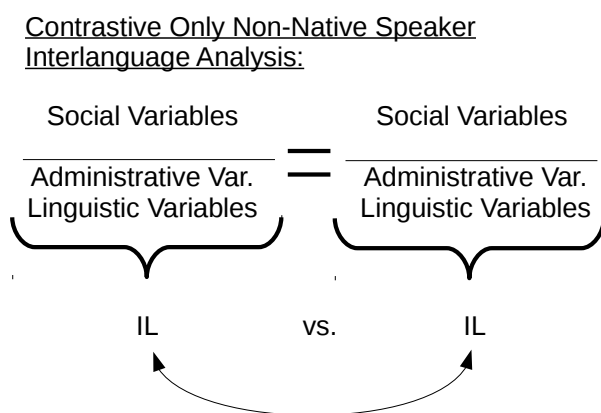 Contrastive Only Non-Native Speaker
Interlanguage Analysis:
Social Variables = Social Variables
Administrative Var. Administrative Var.
Linguistic Variables Linguistic Variables
IL vs. IL